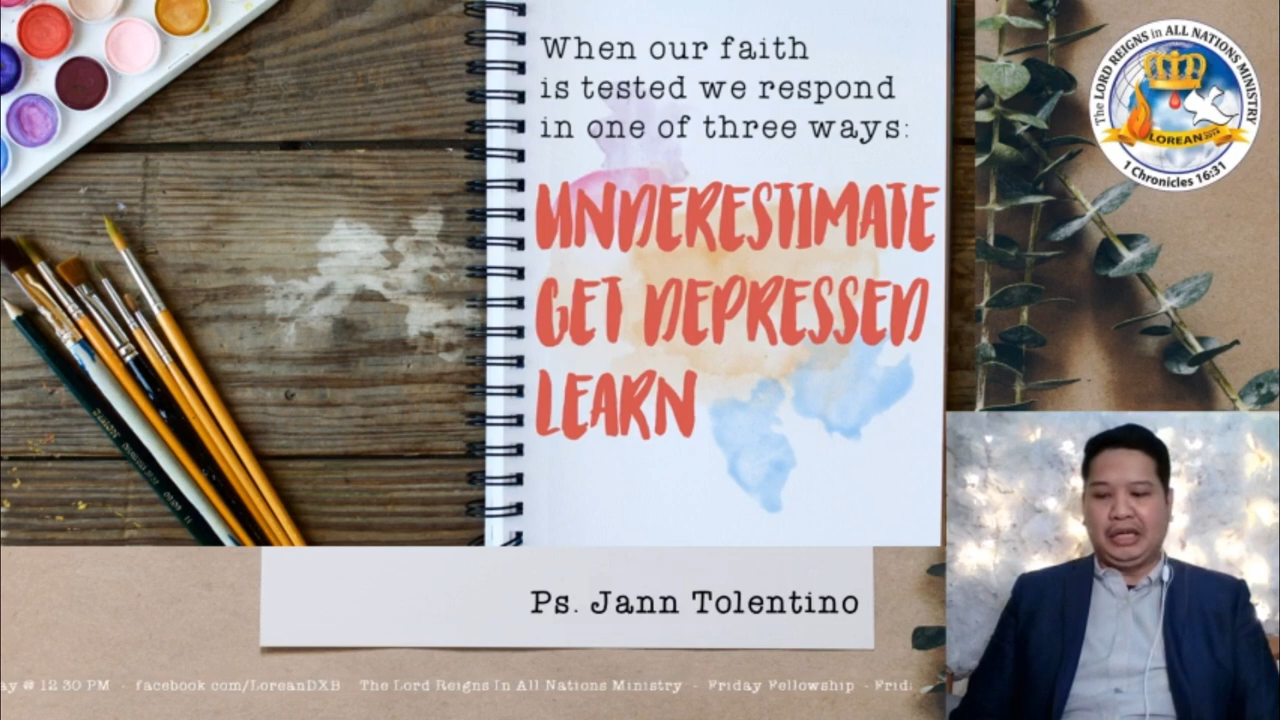 When our faith
is tested we respond
in one of three ways:
UNDERESTIMATE
GET DEPRESSED
LEARN
The LORD REIGNS in ALL NATIONS MINISTRY
LOREAN
1 Chronicles 16:31
Ps. Jann Tolentino
ay @ 12 30 PM - facebook com/LoreanDXB The Lord Reigns In All Nations Ministry - Friday Fellowship - Frid